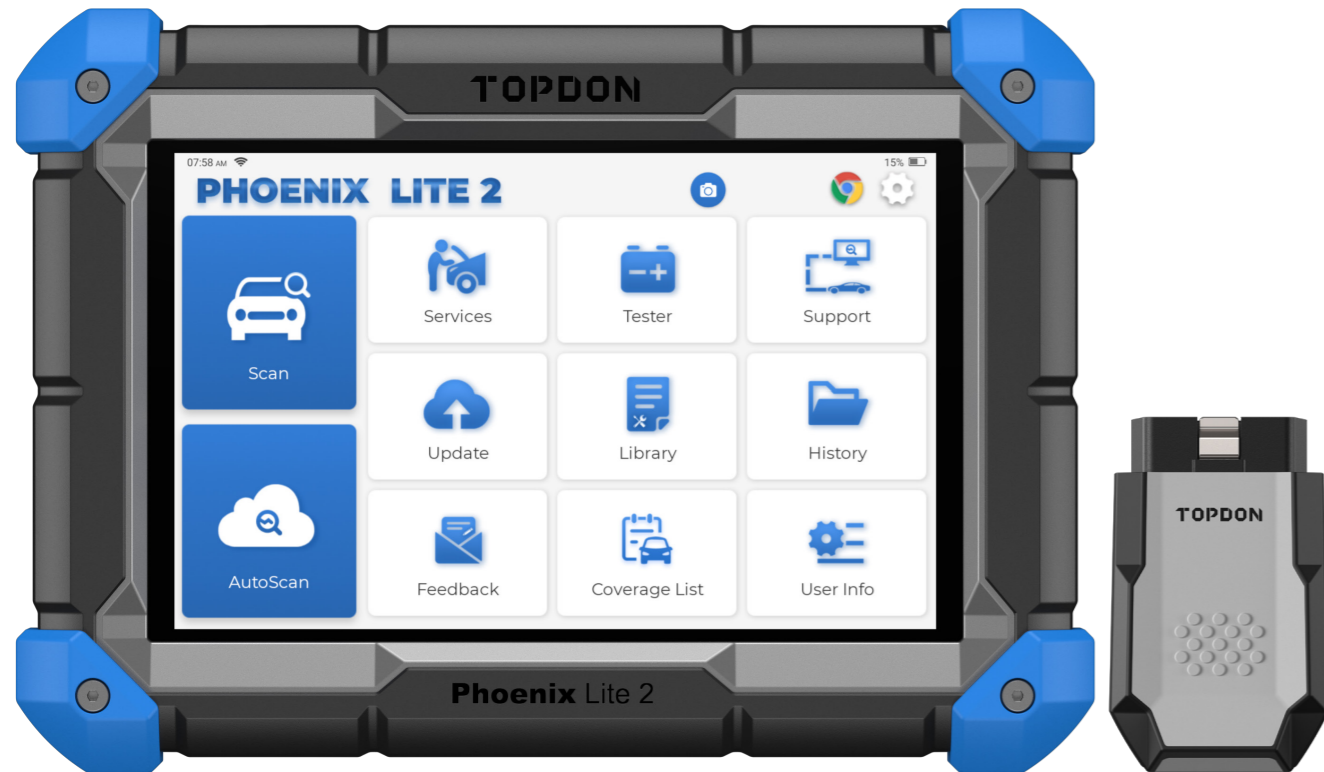 TOPDON
07:58 AM
15%
PHOENIX LITE 2
Scan
Services
Tester
Support
Update
Library
History
AutoScan
Feedback
Coverage List
User Info
Phoenix Lite 2
TOPDON